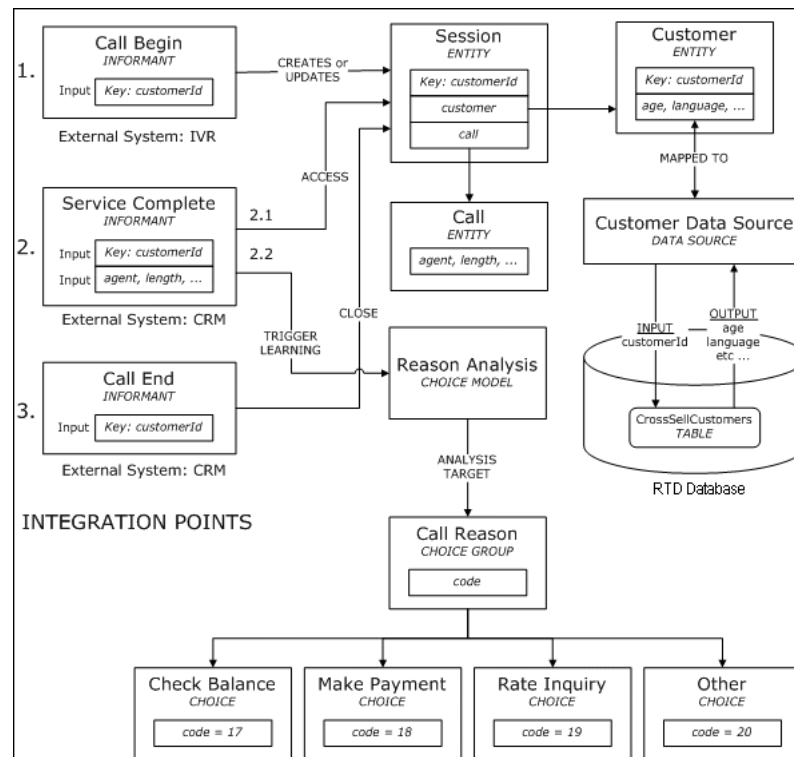 1.
Call Begin
INFORMANT
Input
Key: customerId
External System: IVR
CREATES or
UPDATES
Session
ENTITY
Key: customerId
customer
call
Customer
ENTITY
Key: customerId
age, language, ...
ACCESS
MAPPED TO
2.
Service Complete
INFORMANT
Input
Key: customerId
Input
agent, length, ...
External System: CRM
2.1
2.2
Call
ENTITY
agent, length, ...
Customer Data Source
DATA SOURCE
CLOSE
TRIGGER
LEARNING
INPUT
customerId
OUTPUT
age
language
etc ...
3.
Call End
INFORMANT
Input
Key: customerId
External System: CRM
Reason Analysis
CHOICE MODEL
CrossSellCustomers
TABLE
RTD Database
ANALYSIS
TARGET
INTEGRATION POINTS
Call Reason
CHOICE GROUP
code
Check Balance
CHOICE
code = 17
Make Payment
CHOICE
code = 18
Rate Inquiry
CHOICE
code = 19
Other
CHOICE
code = 20